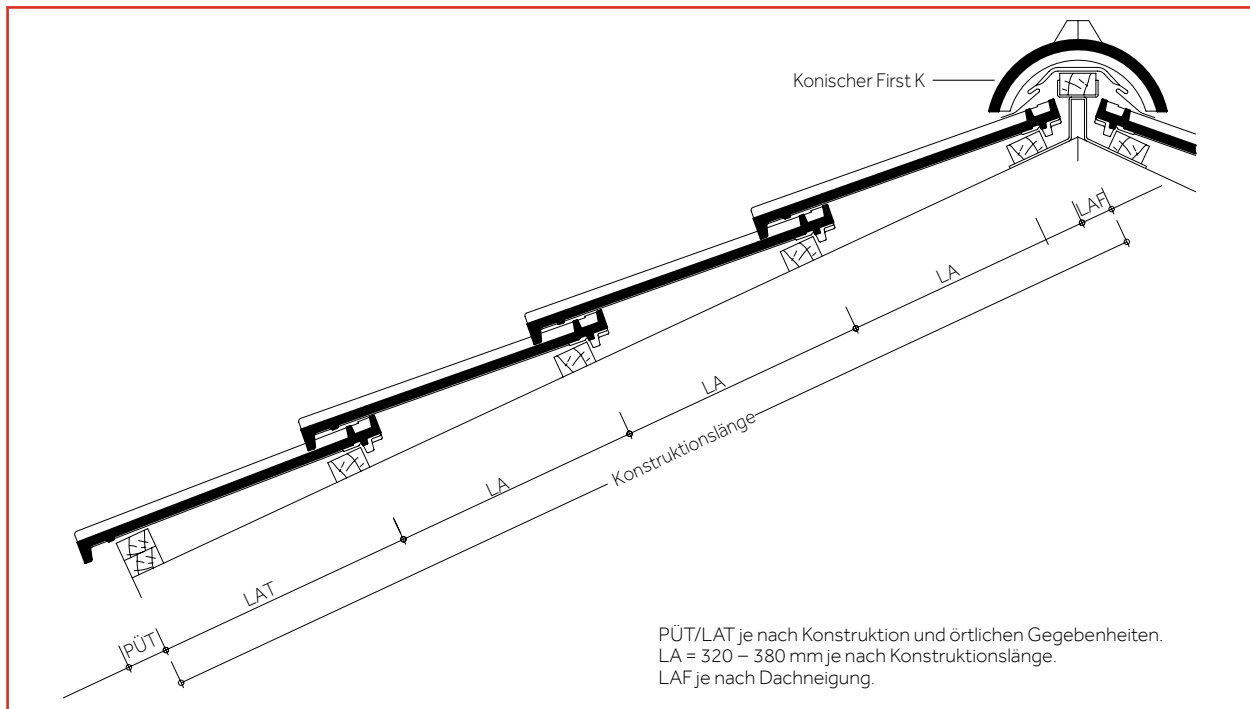 Konischer First K
LAF
LA
LA
Konstruktionslänge
LA
LAT
PÜT
PÜT/LAT je nach Konstruktion und örtlichen Gegebenheiten.
LA = 320 – 380 mm je nach Konstruktionslänge.
LAF je nach Dachneigung.